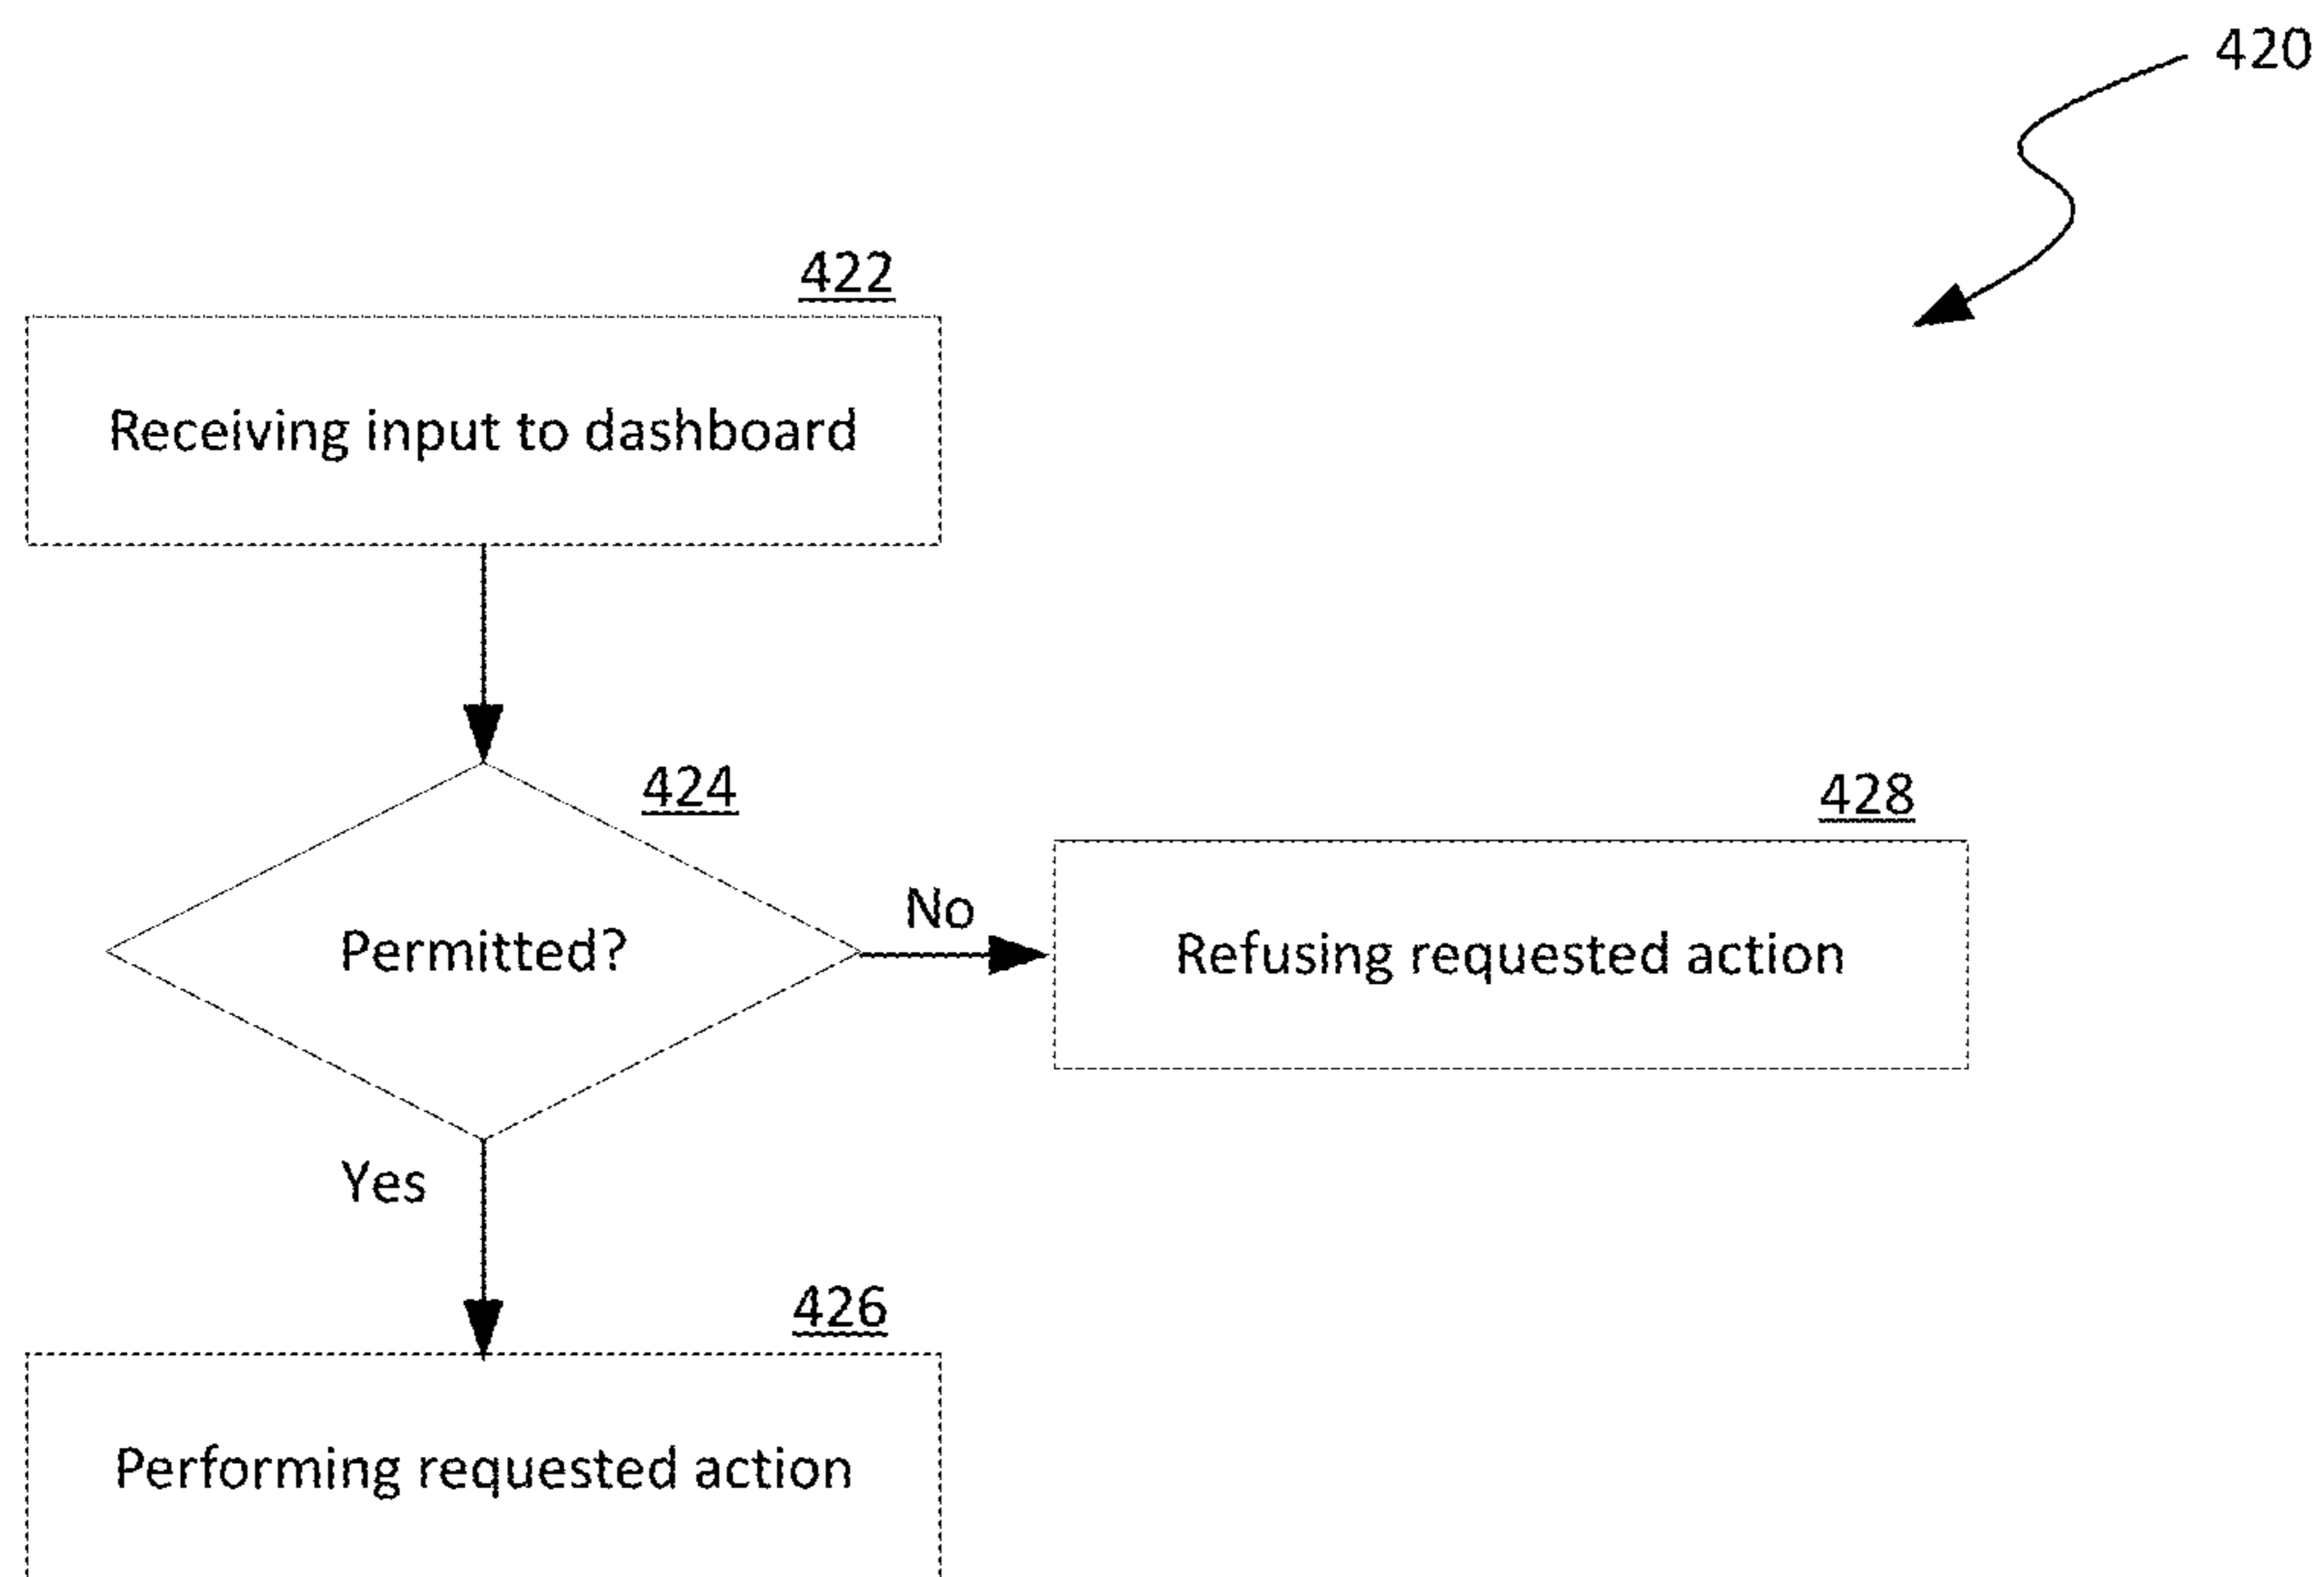 420
422
Receiving input to dashboard
424
Permitted?
No
428
Refusing requested action
Yes
426
Performing requested action